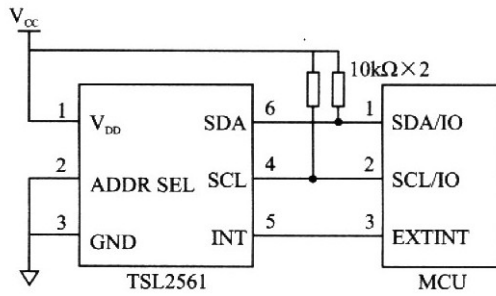 V_CC
10kΩ×2
1 V_DD SDA 6 1 SDA/IO
2 ADDR SEL SCL 4 2 SCL/IO
3 GND INT 5 3 EXTINT
TSL2561 MCU